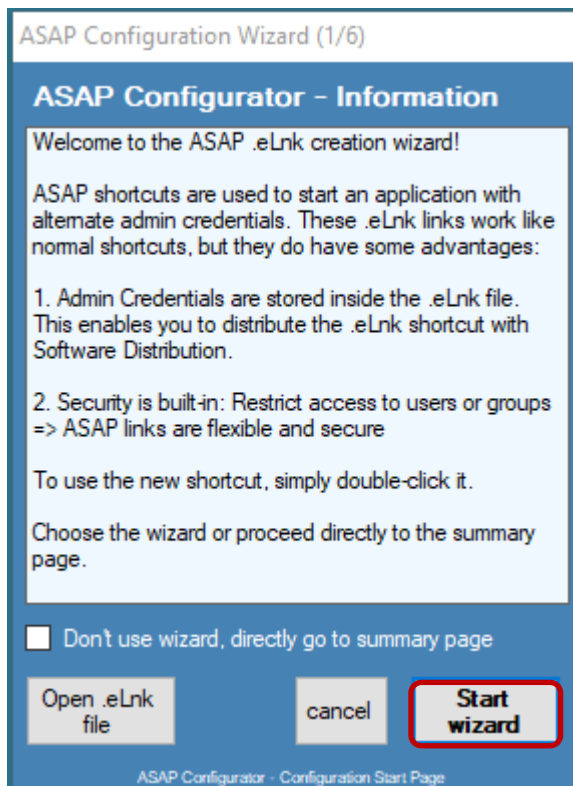 ASAP Configuration Wizard (1/6)
ASAP Configurator - Information
Welcome to the ASAP .eLnk creation wizard!
ASAP shortcuts are used to start an application with
alternate admin credentials. These .eLnk links work like
normal shortcuts, but they do have some advantages:
1. Admin Credentials are stored inside the .eLnk file.
This enables you to distribute the .eLnk shortcut with
Software Distribution.
2. Security is built-in: Restrict access to users or groups
=> ASAP links are flexible and secure
To use the new shortcut, simply double-click it.
Choose the wizard or proceed directly to the summary
page.
Don't use wizard, directly go to summary page
Open .eLnk
file
cancel
Start
wizard
ASAP Configurator - Configuration Start Page